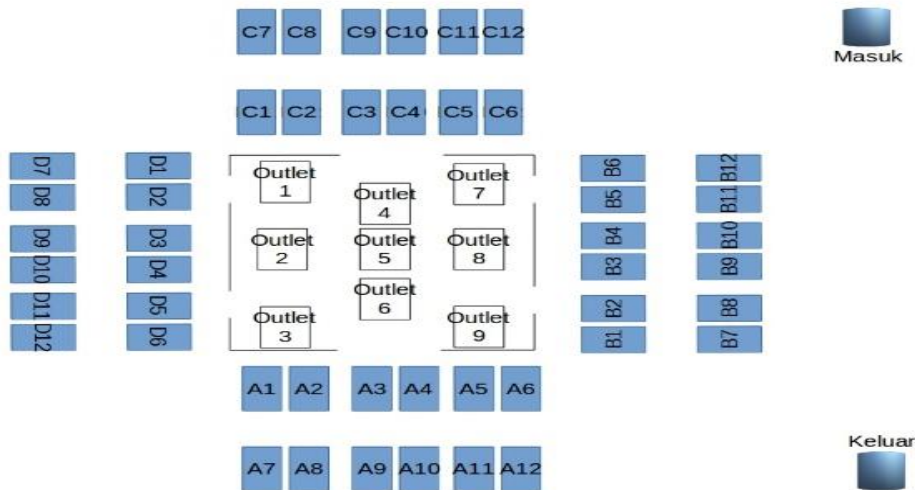 C7 C8 C9 C10 C11 C12
Masuk
C1 C2 C3 C4 C5 C6
D7 D1 Outlet 1 Outlet 7 B6 B12
D8 D2 Outlet 4 B5 B11
D9 D3 Outlet 2 Outlet 5 Outlet 8 B4 B10
D10 D4 B3 B9
D11 D5 Outlet 6 B2 B8
D12 D6 Outlet 3 Outlet 9 B1 B7
A1 A2 A3 A4 A5 A6
Keluar
A7 A8 A9 A10 A11 A12